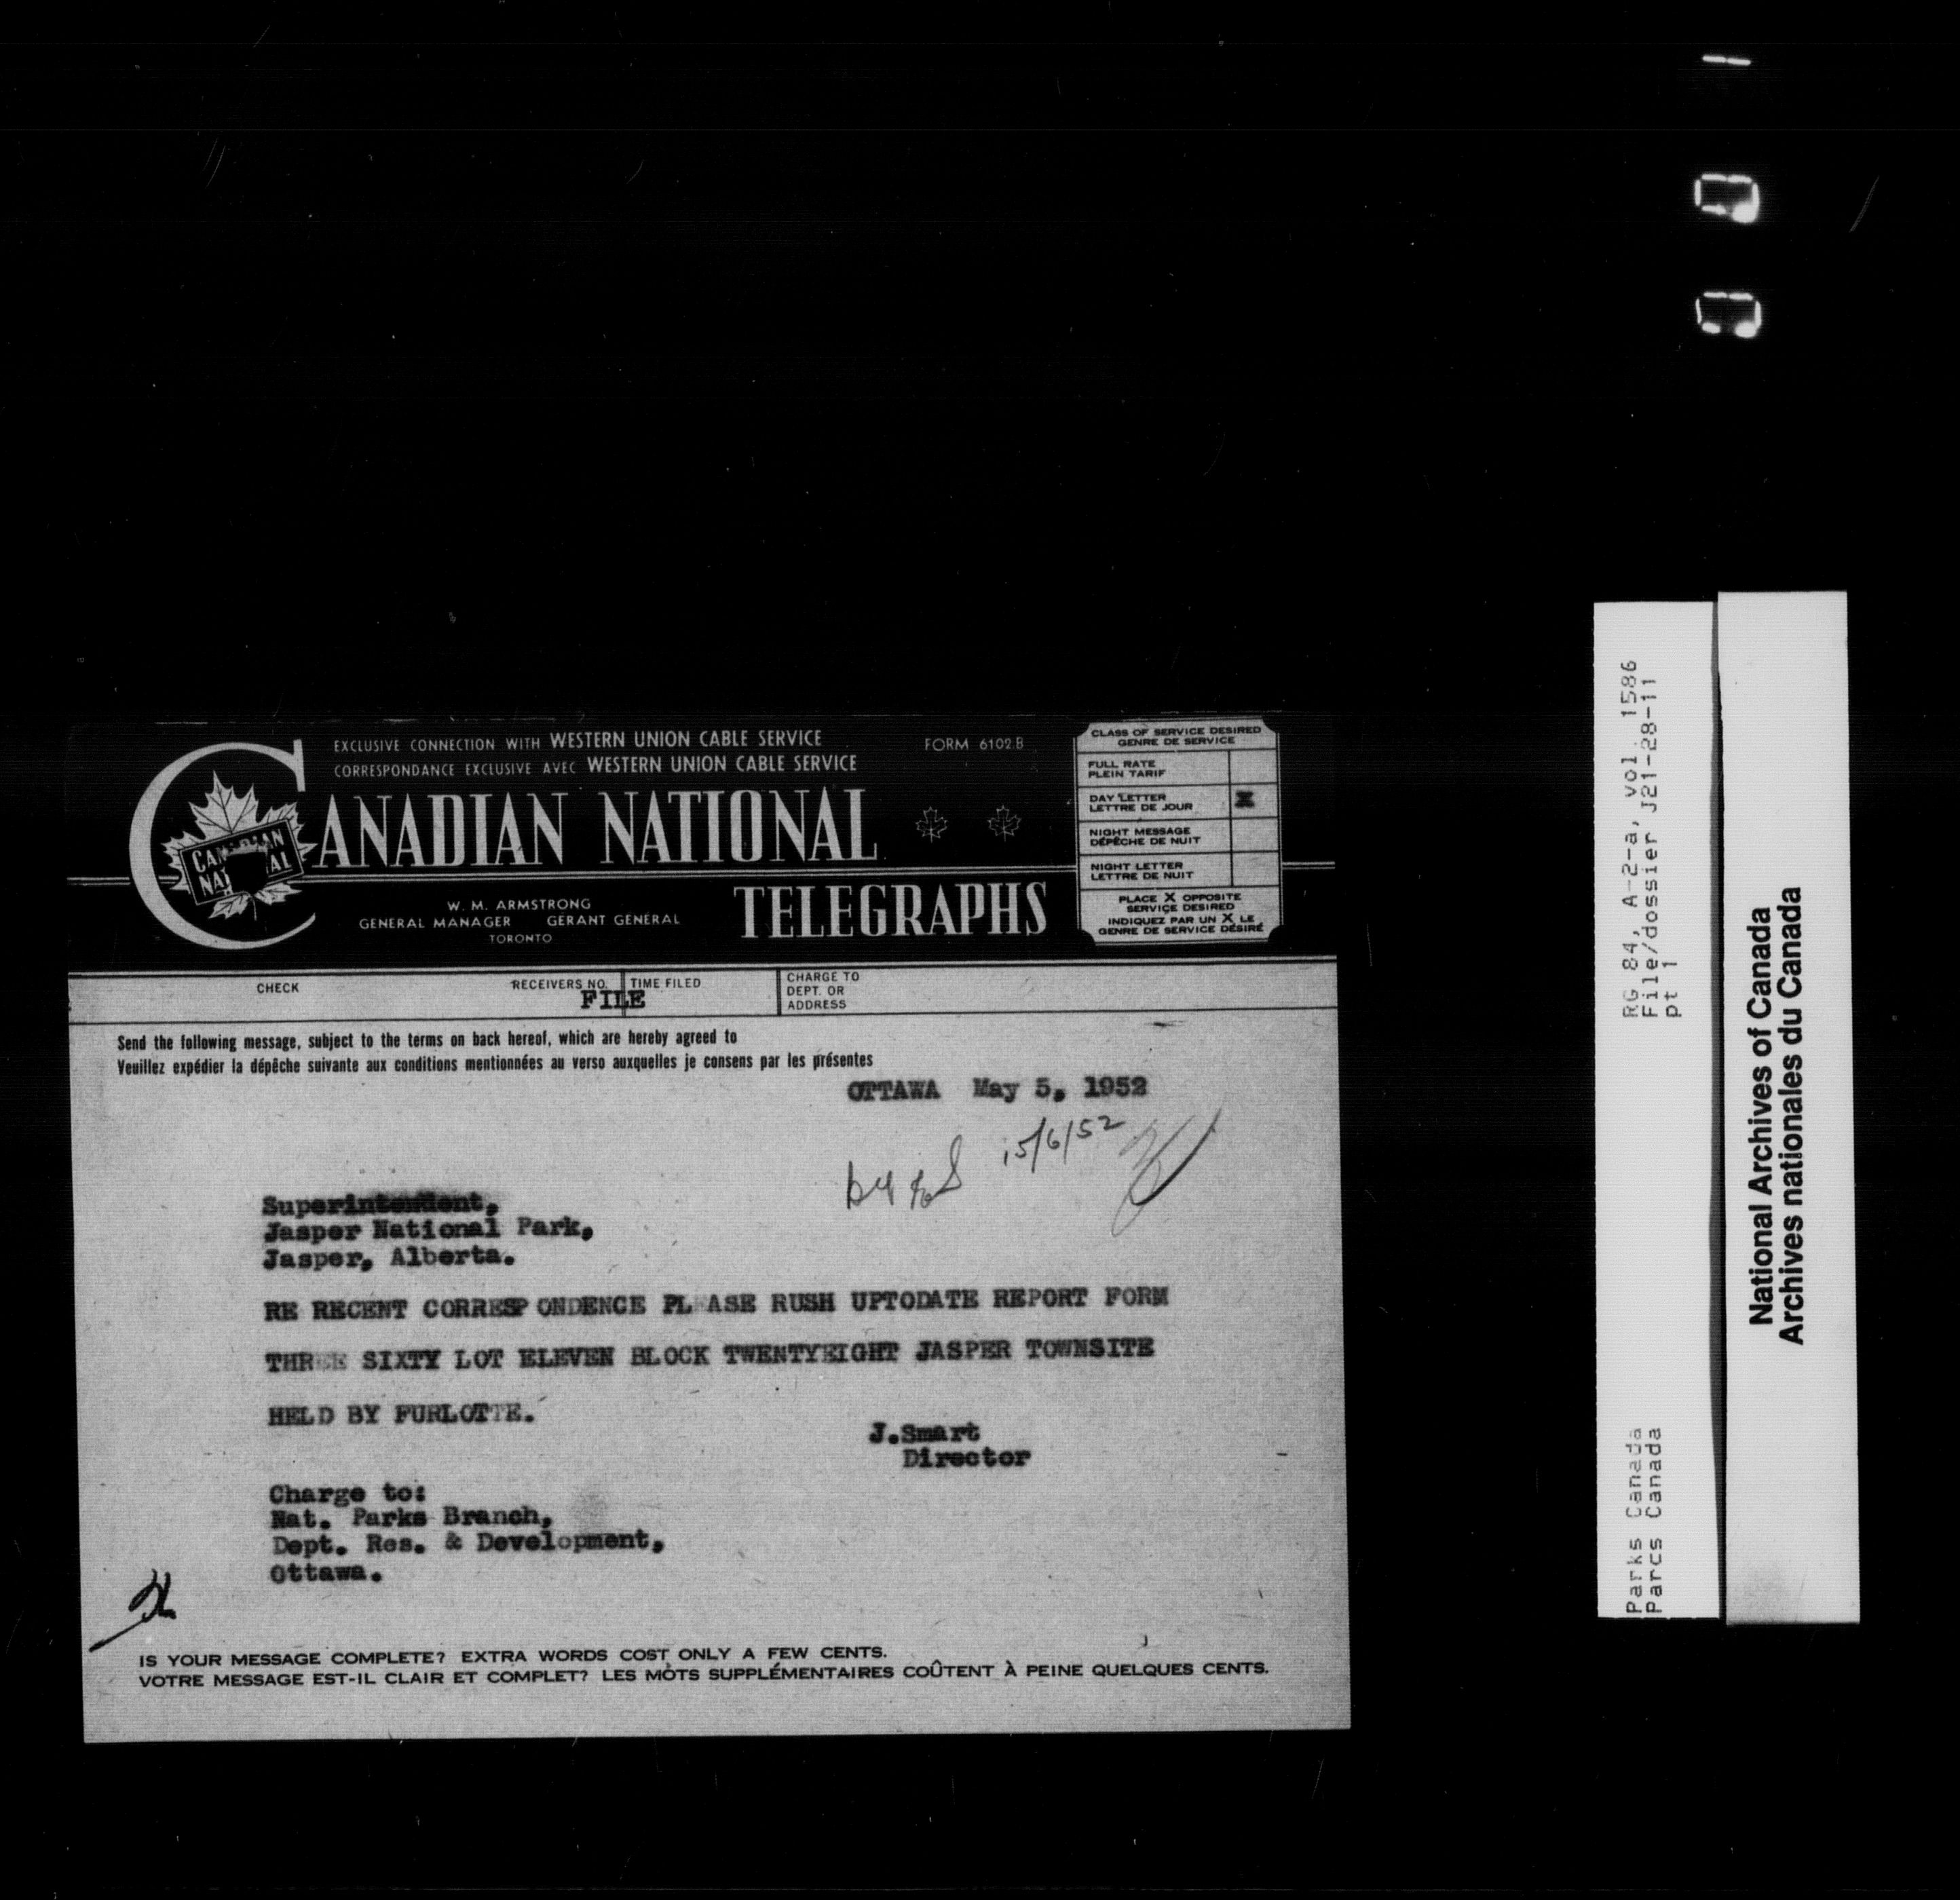 EXCLUSIVE CONNECTION WITH WESTERN UNION CABLE SERVICE
CORRESPONDANCE EXCLUSIVE AVEC WESTERN UNION CABLE SERVICE
FORM 6102.B
CANADIAN NATIONAL
TELEGRAPHS
W. M. ARMSTRONG
GENERAL MANAGER GÉRANT GÉNÉRAL
TORONTO
CLASS OF SERVICE DESIRED
GENRE DE SERVICE
FULL RATE
PLEIN TARIF
DAY LETTER
LETTRE DE JOUR
X
NIGHT MESSAGE
DÉPÊCHE DE NUIT
NIGHT LETTER
LETTRE DE NUIT
PLACE X OPPOSITE
SERVICE DESIRED
INDIQUEZ PAR UN X LE
GENRE DE SERVICE DÉSIRÉ
CHECK
RECEIVERS NO.
TIME FILED
FILE
CHARGE TO
DEPT. OR
ADDRESS
Send the following message, subject to the terms on back hereof, which are hereby agreed to
Veuillez expédier la dépêche suivante aux conditions mentionnées au verso auxquelles je consens par les présentes
OTTAWA May 5, 1952
15/6/52
Superintendent,
Jasper National Park,
Jasper, Alberta.
RE RECENT CORRESP ONDENCE PL ASE RUSH UPTODATE REPORT FORM
THREE SIXTY LOT ELEVEN BLOCK TWENTYEIGHT JASPER TOWNSITE
HELD BY FURLOTTE.
J.Smart
Director
Charge to:
Nat. Parks Branch,
Dept. Res. & Development,
Ottawa.
IS YOUR MESSAGE COMPLETE? EXTRA WORDS COST ONLY A FEW CENTS.
VOTRE MESSAGE EST-IL CLAIR ET COMPLET? LES MOTS SUPPLÉMENTAIRES COÛTENT À PEINE QUELQUES CENTS.
Parks Canada RG 84, A-2-a, vol. 1586
Parcs Canada File/dossier J21-28-11
pt 1
National Archives of Canada
Archives nationales du Canada